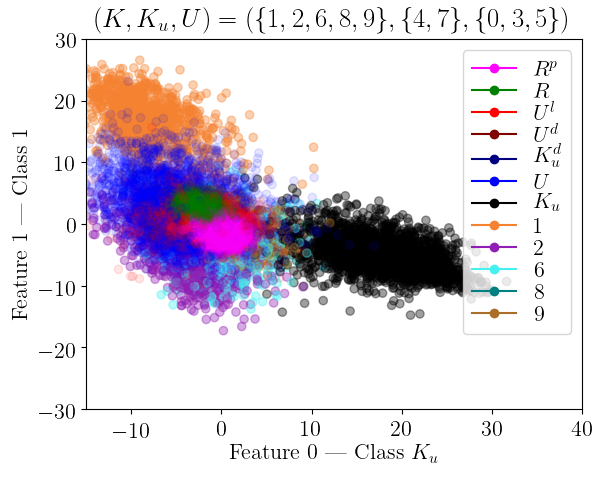 (K, K_u, U) = ({1, 2, 6, 8, 9}, {4, 7}, {0, 3, 5})
30
20
10
0
−10
−20
−30
Feature 1 — Class 1
−10
0
10
20
30
40
Feature 0 — Class K_u
R^p
R
U^l
U^d
K_u^d
U
K_u
1
2
6
8
9